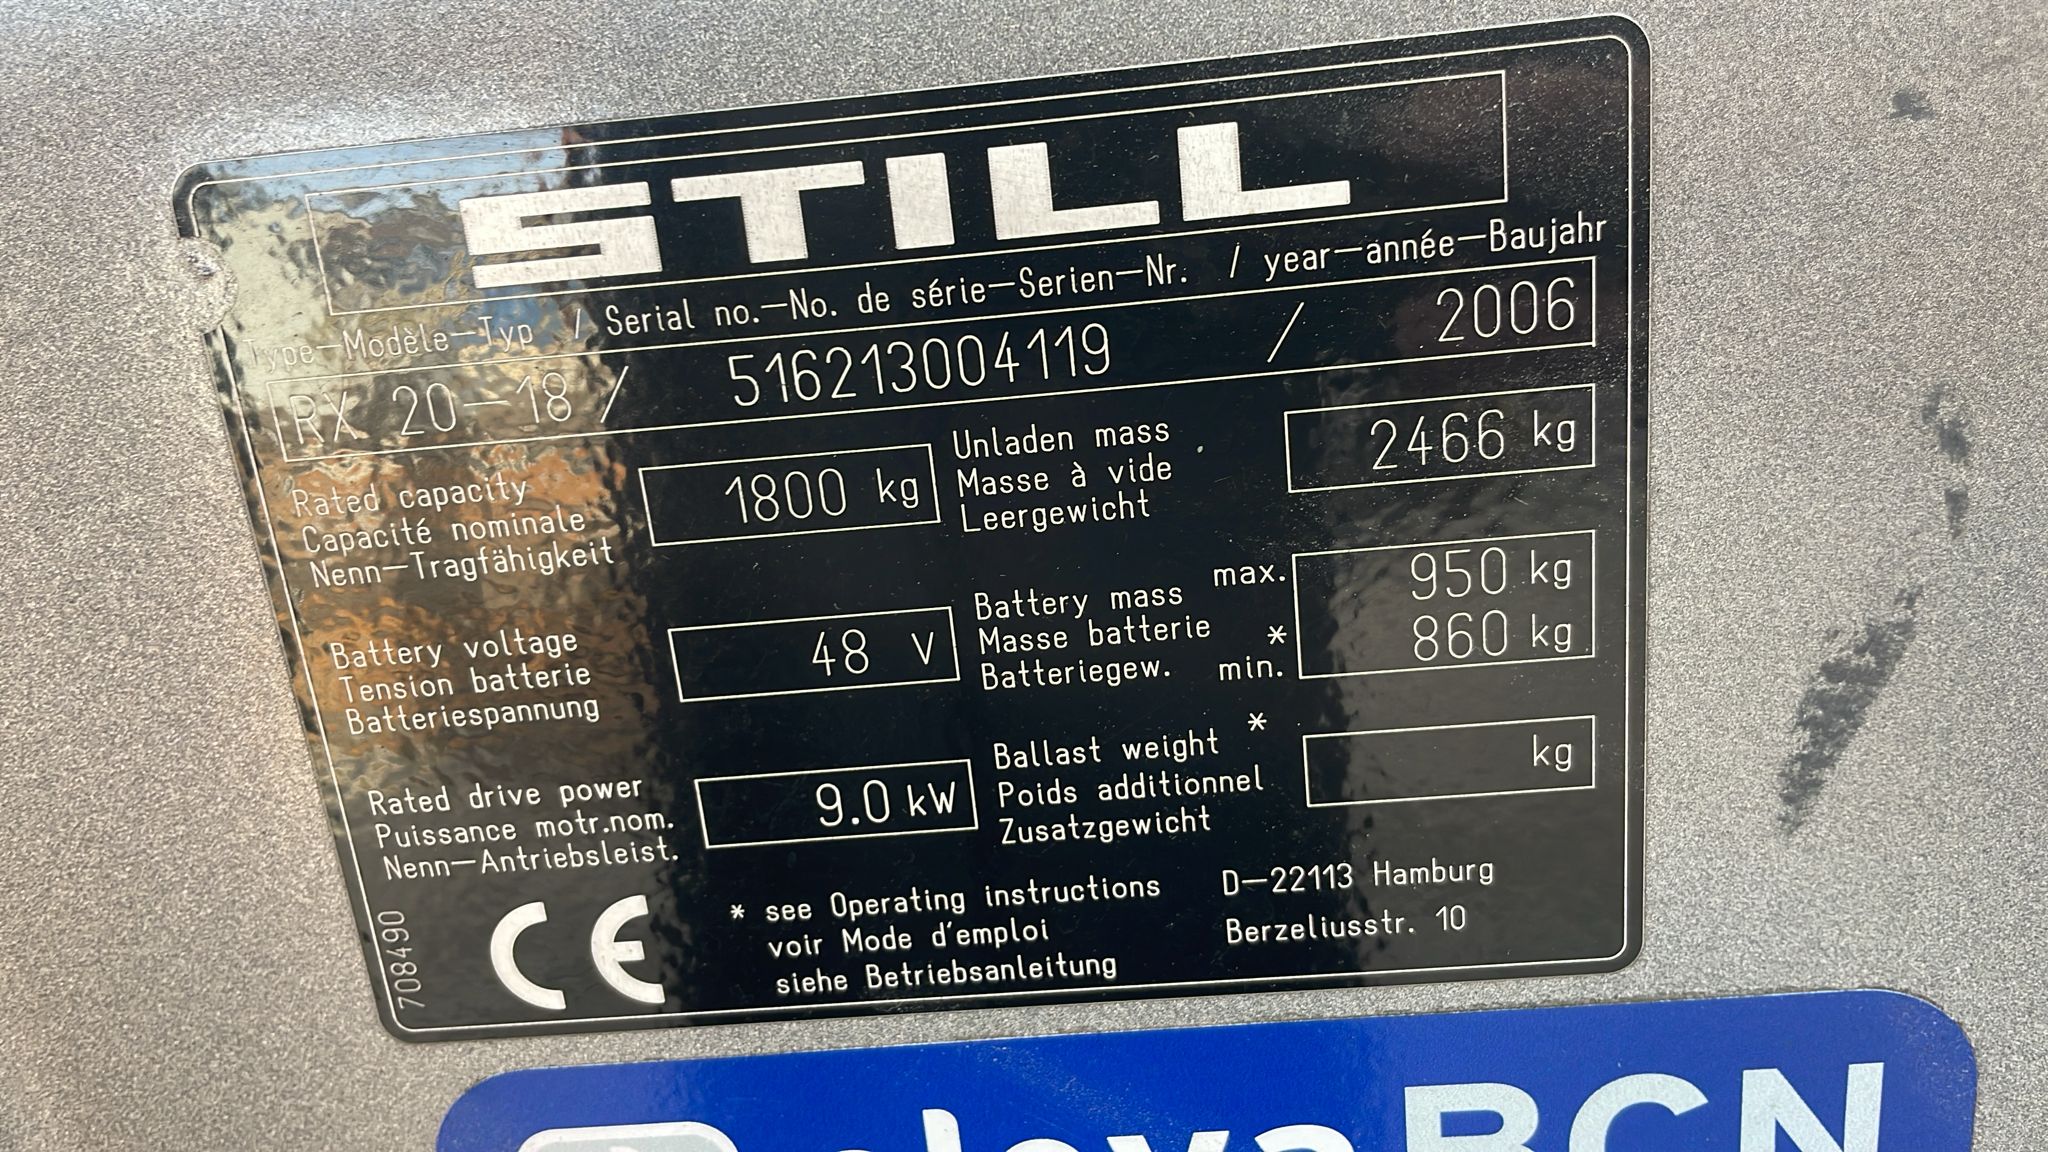 STILL
Type–Modèle–Typ / Serial no.–No. de série–Serien–Nr. / year–année–Baujahr
RX 20–18 / 516213004119 / 2006
Rated capacity
Capacité nominale
Nenn–Tragfähigkeit
1800 kg
Unladen mass
Masse à vide
Leergewicht
2466 kg
Battery voltage
Tension batterie
Batteriespannung
48 V
Battery mass max.
Masse batterie *
Batteriegew. min.
950 kg
860 kg
Rated drive power
Puissance motr.nom.
Nenn–Antriebsleist.
9.0 kW
Ballast weight *
Poids additionnel
Zusatzgewicht
kg
708490
CE
* see Operating instructions
voir Mode d'emploi
siehe Betriebsanleitung
D–22113 Hamburg
Berzeliusstr. 10
elevaBCN